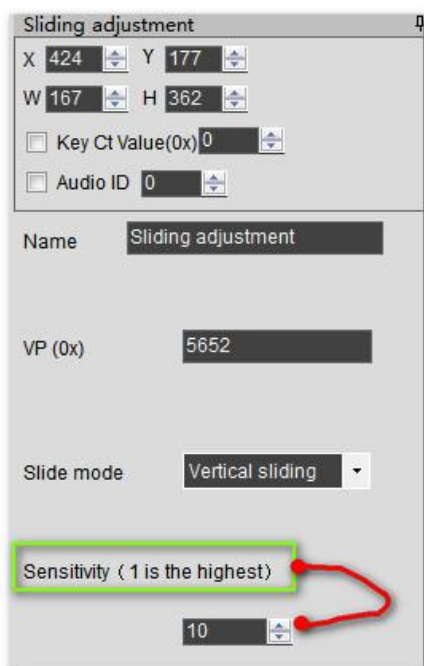 Sliding adjustment
X 424 Y 177
W 167 H 362
Key Ct Value(0x) 0
Audio ID 0
Name Sliding adjustment
VP (0x) 5652
Slide mode Vertical sliding
Sensitivity ( 1 is the highest)
10